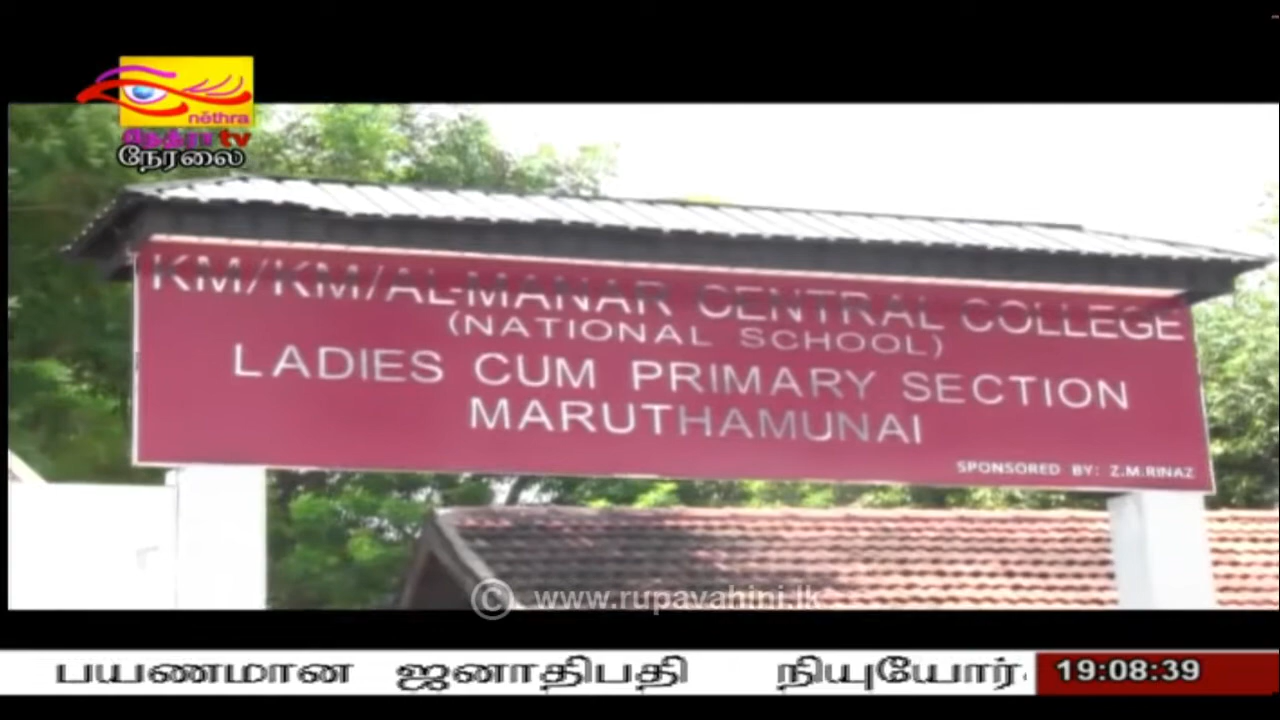 nēthra
நேத்ரா tv
நேரலை
KM/KM/AL-MANAR CENTRAL COLLEGE
(NATIONAL SCHOOL)
LADIES CUM PRIMARY SECTION
MARUTHAMUNAI
SPONSORED BY: Z.M.RINAZ
© www.rupavahini.lk
பயணமான ஜனாதிபதி நியுயோர்
19:08:39